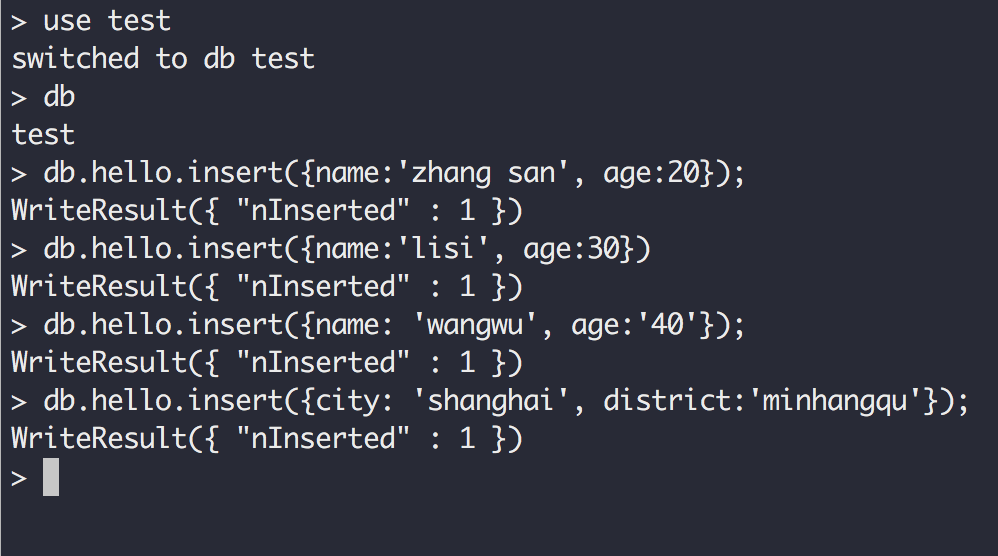 > use test
switched to db test
> db
test
> db.hello.insert({name:'zhang san', age:20});
WriteResult({ "nInserted" : 1 })
> db.hello.insert({name:'lisi', age:30})
WriteResult({ "nInserted" : 1 })
> db.hello.insert({name: 'wangwu', age:'40'});
WriteResult({ "nInserted" : 1 })
> db.hello.insert({city: 'shanghai', district:'minhangqu'});
WriteResult({ "nInserted" : 1 })
>